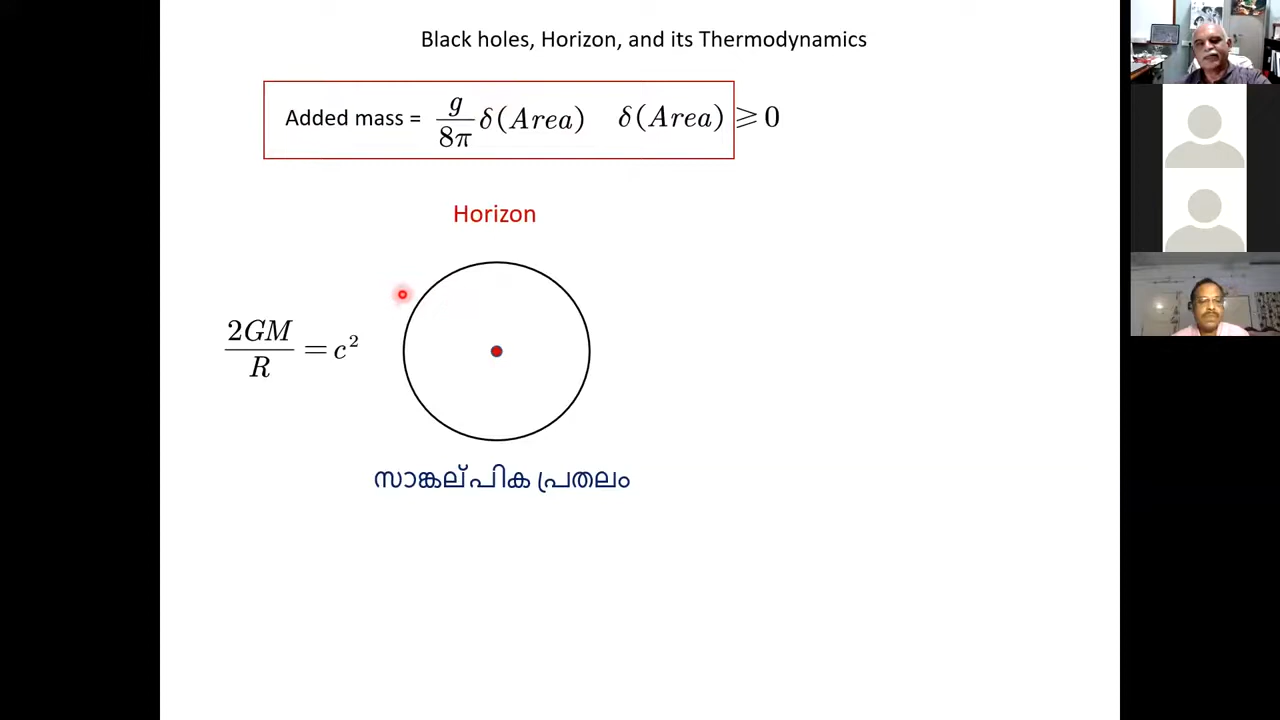 Black holes, Horizon, and its Thermodynamics
Added mass = g/8π δ(Area) δ(Area) ⩾ 0
Horizon
2GM/R = c²
സാങ്കല്പിക പ്രതലം